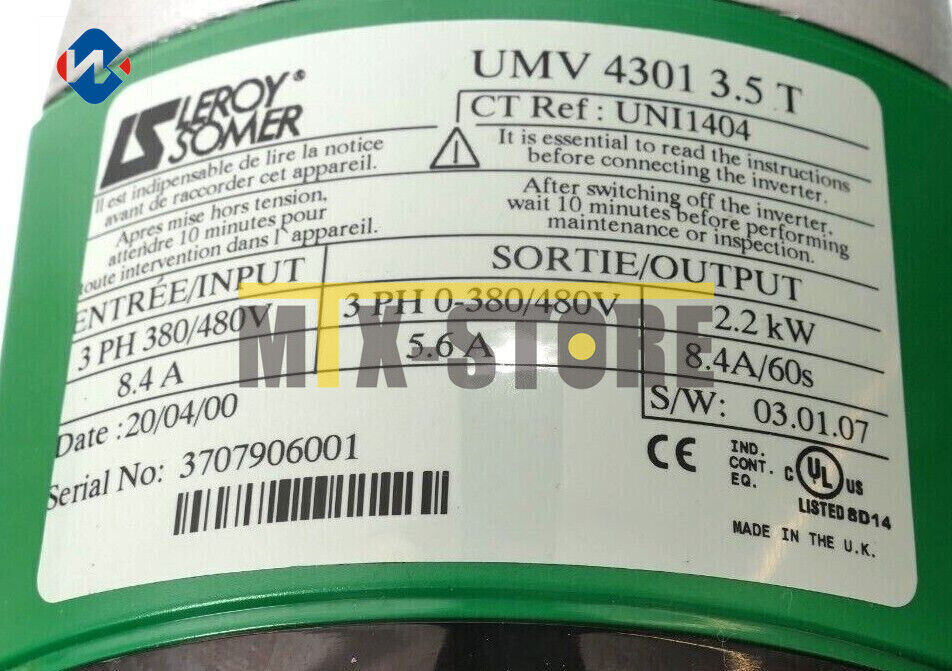 LEROY®
SOMER
UMV 4301 3.5 T
CT Ref : UNI1404
Il est indispensable de lire la notice
avant de raccorder cet appareil.
It is essential to read the instructions
before connecting the inverter.
Apres mise hors tension,
attendre 10 minutes pour
toute intervention dans l'appareil.
After switching off the inverter,
wait 10 minutes before performing
maintenance or inspection.
ENTRÉE/INPUT
SORTIE/OUTPUT
3 PH 380/480V
3 PH 0-380/480V
2.2 kW
8.4 A
5.6 A
8.4A/60s
Date :20/04/00
S/W: 03.01.07
Serial No: 3707906001
CE
IND.
CONT.
EQ.
C UL US
LISTED 8D14
MADE IN THE U.K.
MTX-STORE